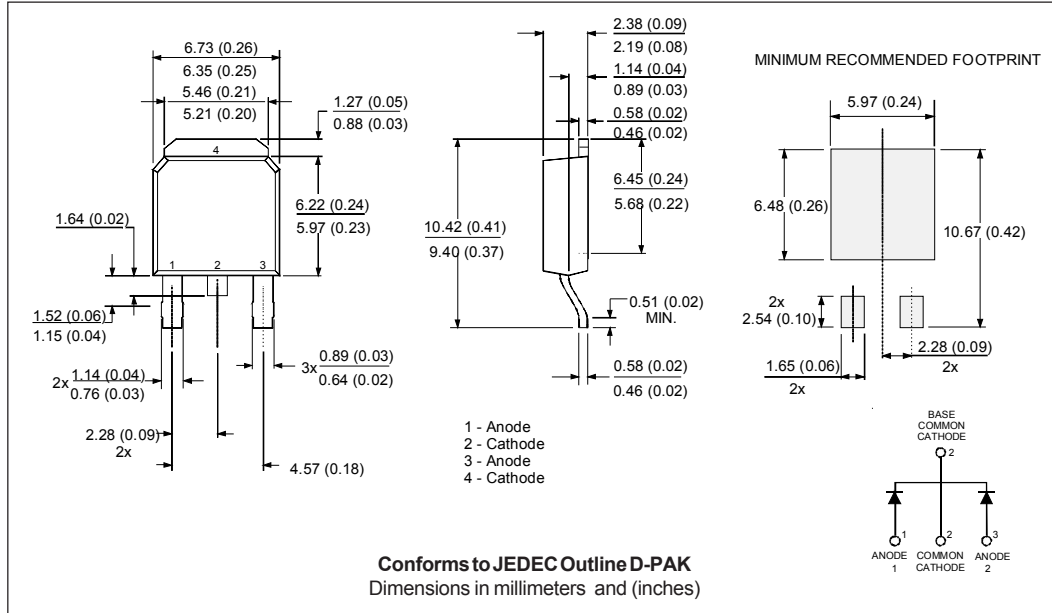 6.73 (0.26)
6.35 (0.25)
5.46 (0.21)
5.21 (0.20)
1.27 (0.05)
0.88 (0.03)
4
6.22 (0.24)
5.97 (0.23)
1.64 (0.02)
1
2
3
1.52 (0.06)
1.15 (0.04)
2x
1.14 (0.04)
0.76 (0.03)
3x
0.89 (0.03)
0.64 (0.02)
2.28 (0.09)
2x
4.57 (0.18)
2.38 (0.09)
2.19 (0.08)
1.14 (0.04)
0.89 (0.03)
0.58 (0.02)
0.46 (0.02)
6.45 (0.24)
5.68 (0.22)
10.42 (0.41)
9.40 (0.37)
0.51 (0.02)
MIN.
0.58 (0.02)
0.46 (0.02)
1 - Anode
2 - Cathode
3 - Anode
4 - Cathode
MINIMUM RECOMMENDED FOOTPRINT
5.97 (0.24)
6.48 (0.26)
10.67 (0.42)
2x
2.54 (0.10)
2.28 (0.09)
2x
1.65 (0.06)
2x
BASE
COMMON
CATHODE
2
1
2
3
ANODE
1
COMMON
CATHODE
ANODE
2
Conforms to JEDEC Outline D-PAK
Dimensions in millimeters and (inches)